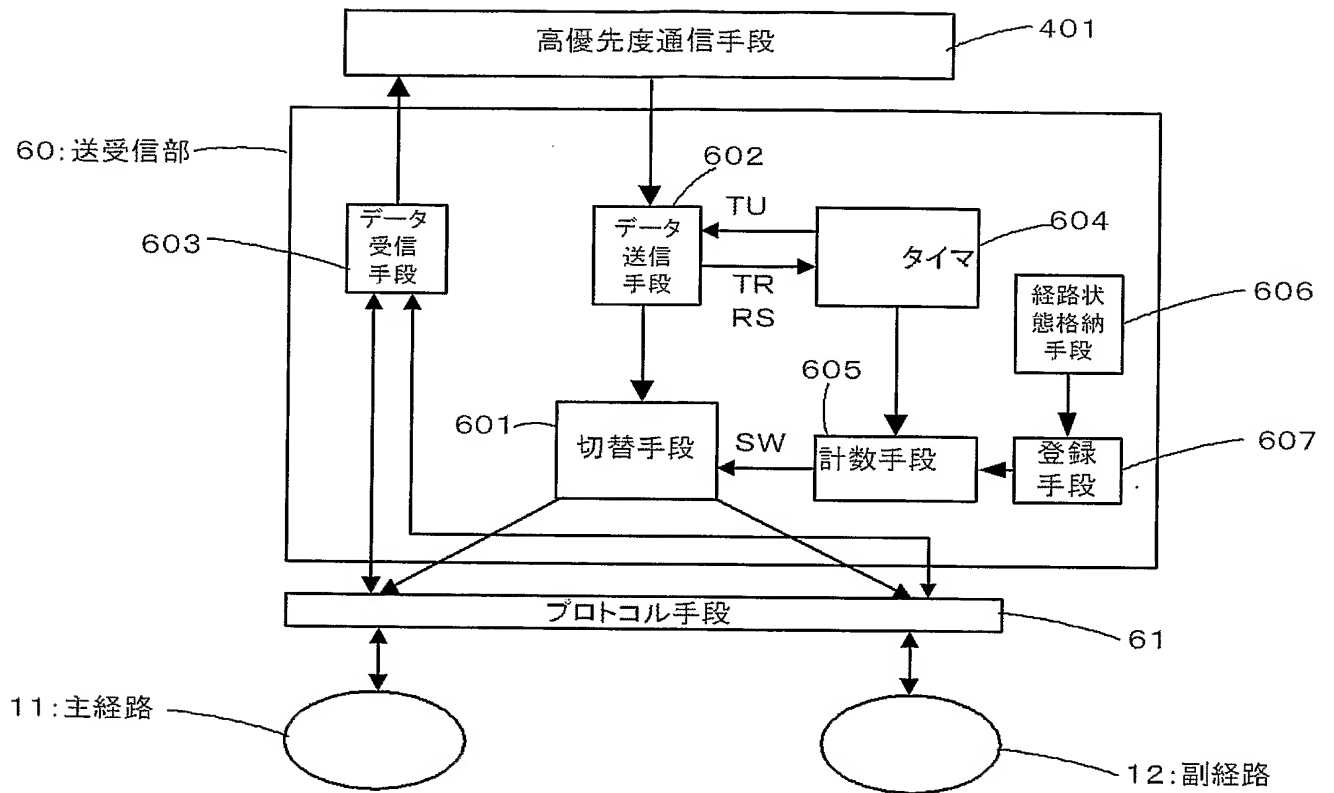 高優先度通信手段
401
60:送受信部
602
データ
送信
手段
TU
TR
RS
タイマ
604
データ
受信
手段
603
経路状
態格納
手段
606
605
601
切替手段
SW
計数手段
登録
手段
607
プロトコル手段
61
11:主経路
12:副経路